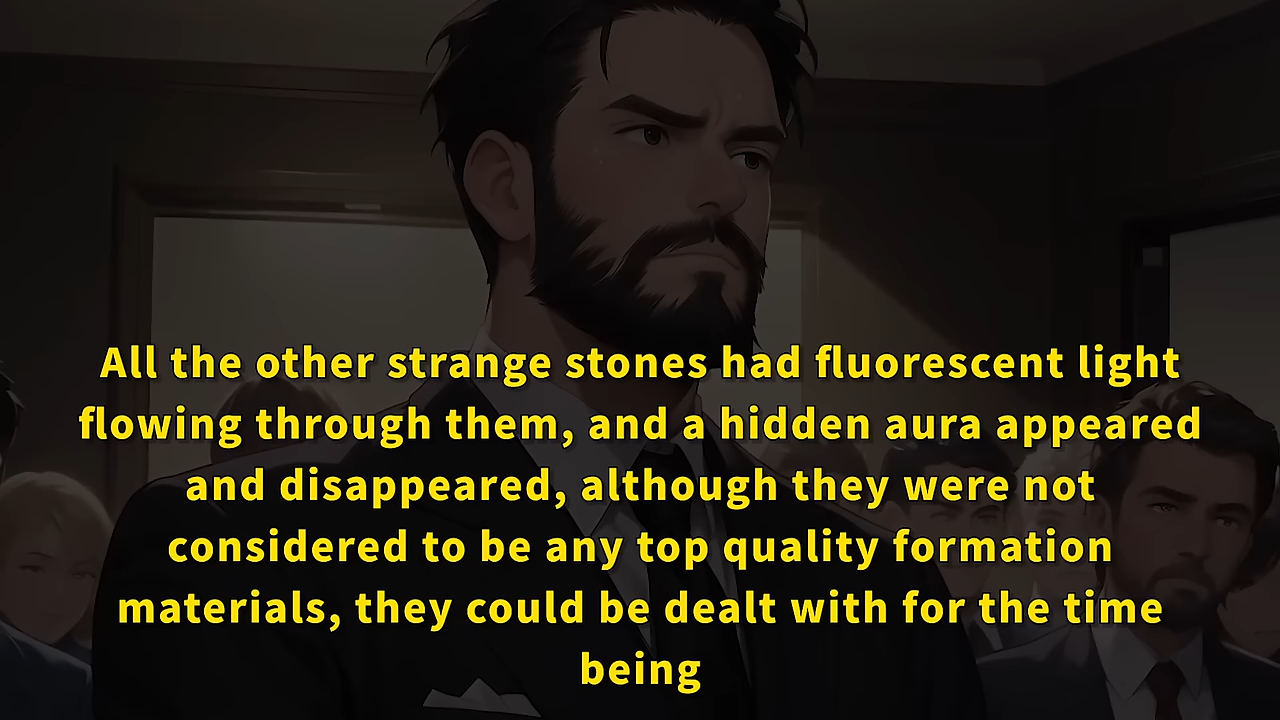 All the other strange stones had fluorescent light
flowing through them, and a hidden aura appeared
and disappeared, although they were not
considered to be any top quality formation
materials, they could be dealt with for the time
being